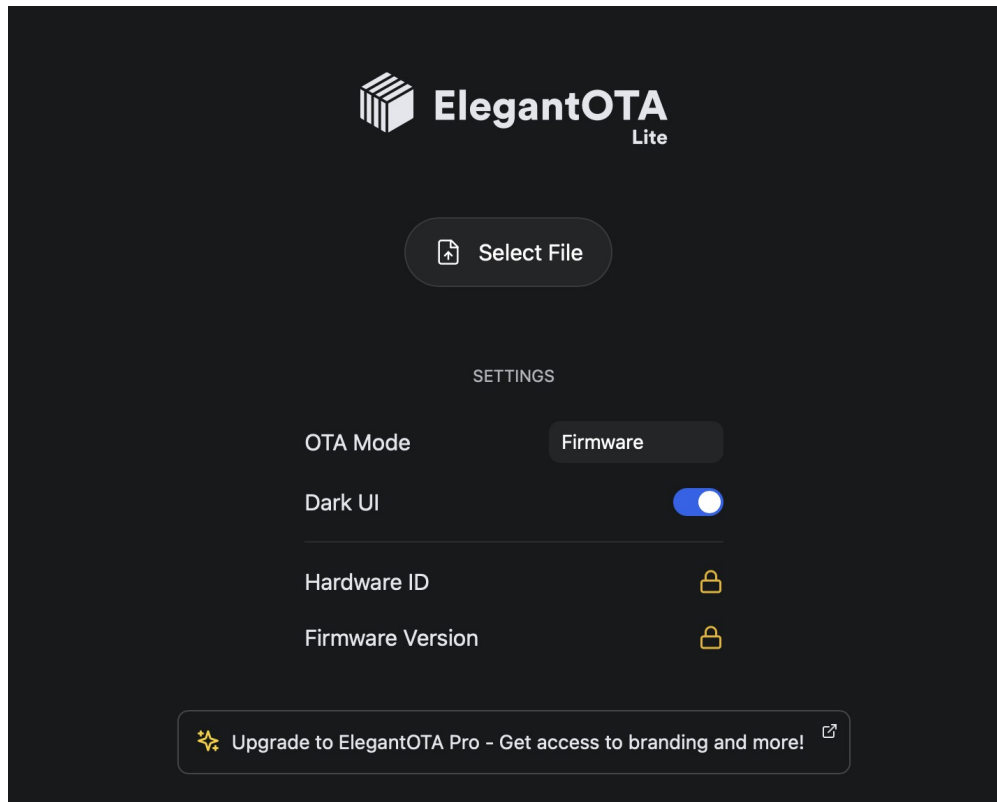 ElegantOTA
Lite
Select File
SETTINGS
OTA Mode
Firmware
Dark UI
Hardware ID
Firmware Version
Upgrade to ElegantOTA Pro - Get access to branding and more!